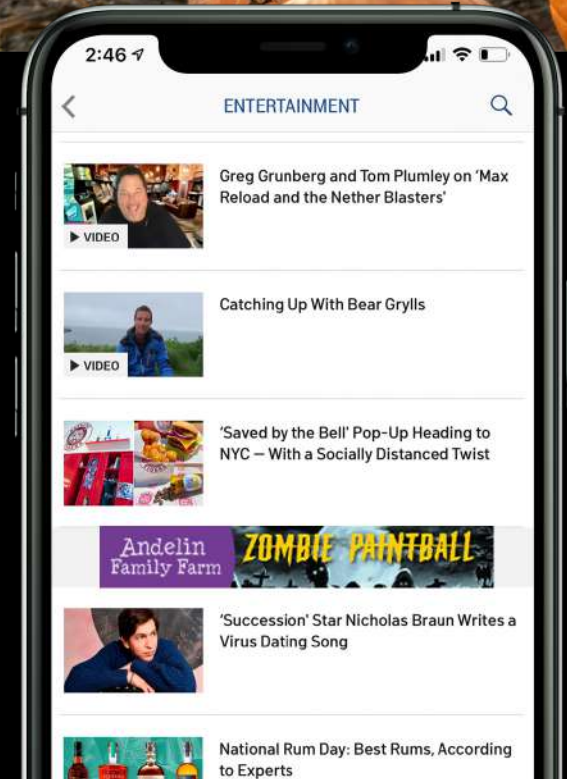 2:46
ENTERTAINMENT
Greg Grunberg and Tom Plumley on 'Max
Reload and the Nether Blasters'
VIDEO
Catching Up With Bear Grylls
VIDEO
'Saved by the Bell' Pop-Up Heading to
NYC — With a Socially Distanced Twist
Andelin
Family Farm
ZOMBIE PAINTBALL
'Succession' Star Nicholas Braun Writes a
Virus Dating Song
National Rum Day: Best Rums, According
to Experts